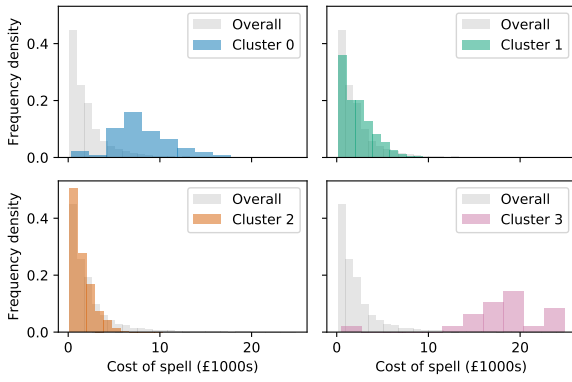 Frequency density
0.4
0.2
0.0
Overall
Cluster 0
Overall
Cluster 1
Frequency density
0.4
0.2
0.0
0
10
20
Cost of spell (£1000s)
Overall
Cluster 2
0
10
20
Cost of spell (£1000s)
Overall
Cluster 3